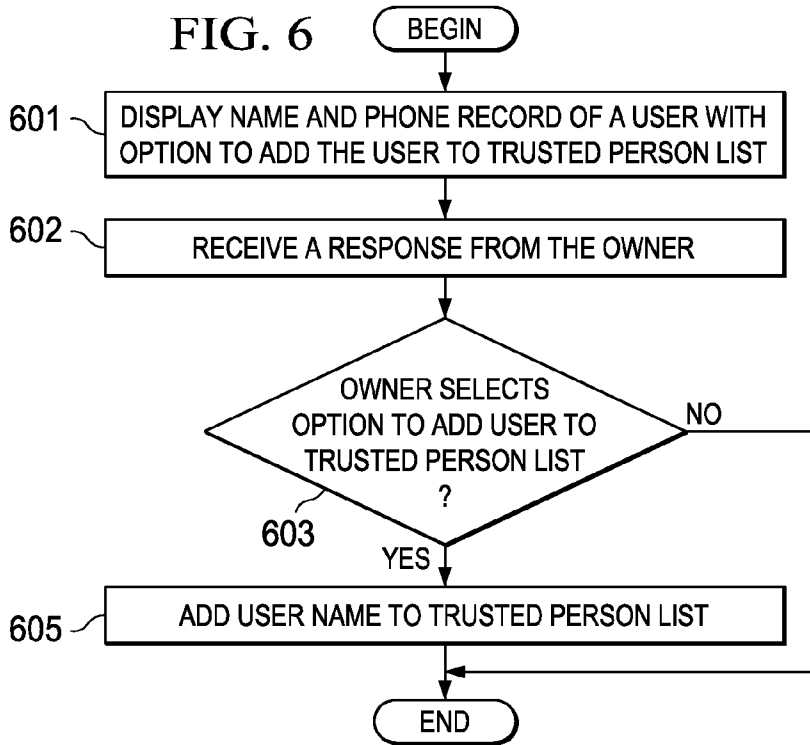 FIG. 6
BEGIN
601
DISPLAY NAME AND PHONE RECORD OF A USER WITH
OPTION TO ADD THE USER TO TRUSTED PERSON LIST
602
RECEIVE A RESPONSE FROM THE OWNER
OWNER SELECTS
OPTION TO ADD USER TO
TRUSTED PERSON LIST
?
NO
603
YES
605
ADD USER NAME TO TRUSTED PERSON LIST
END